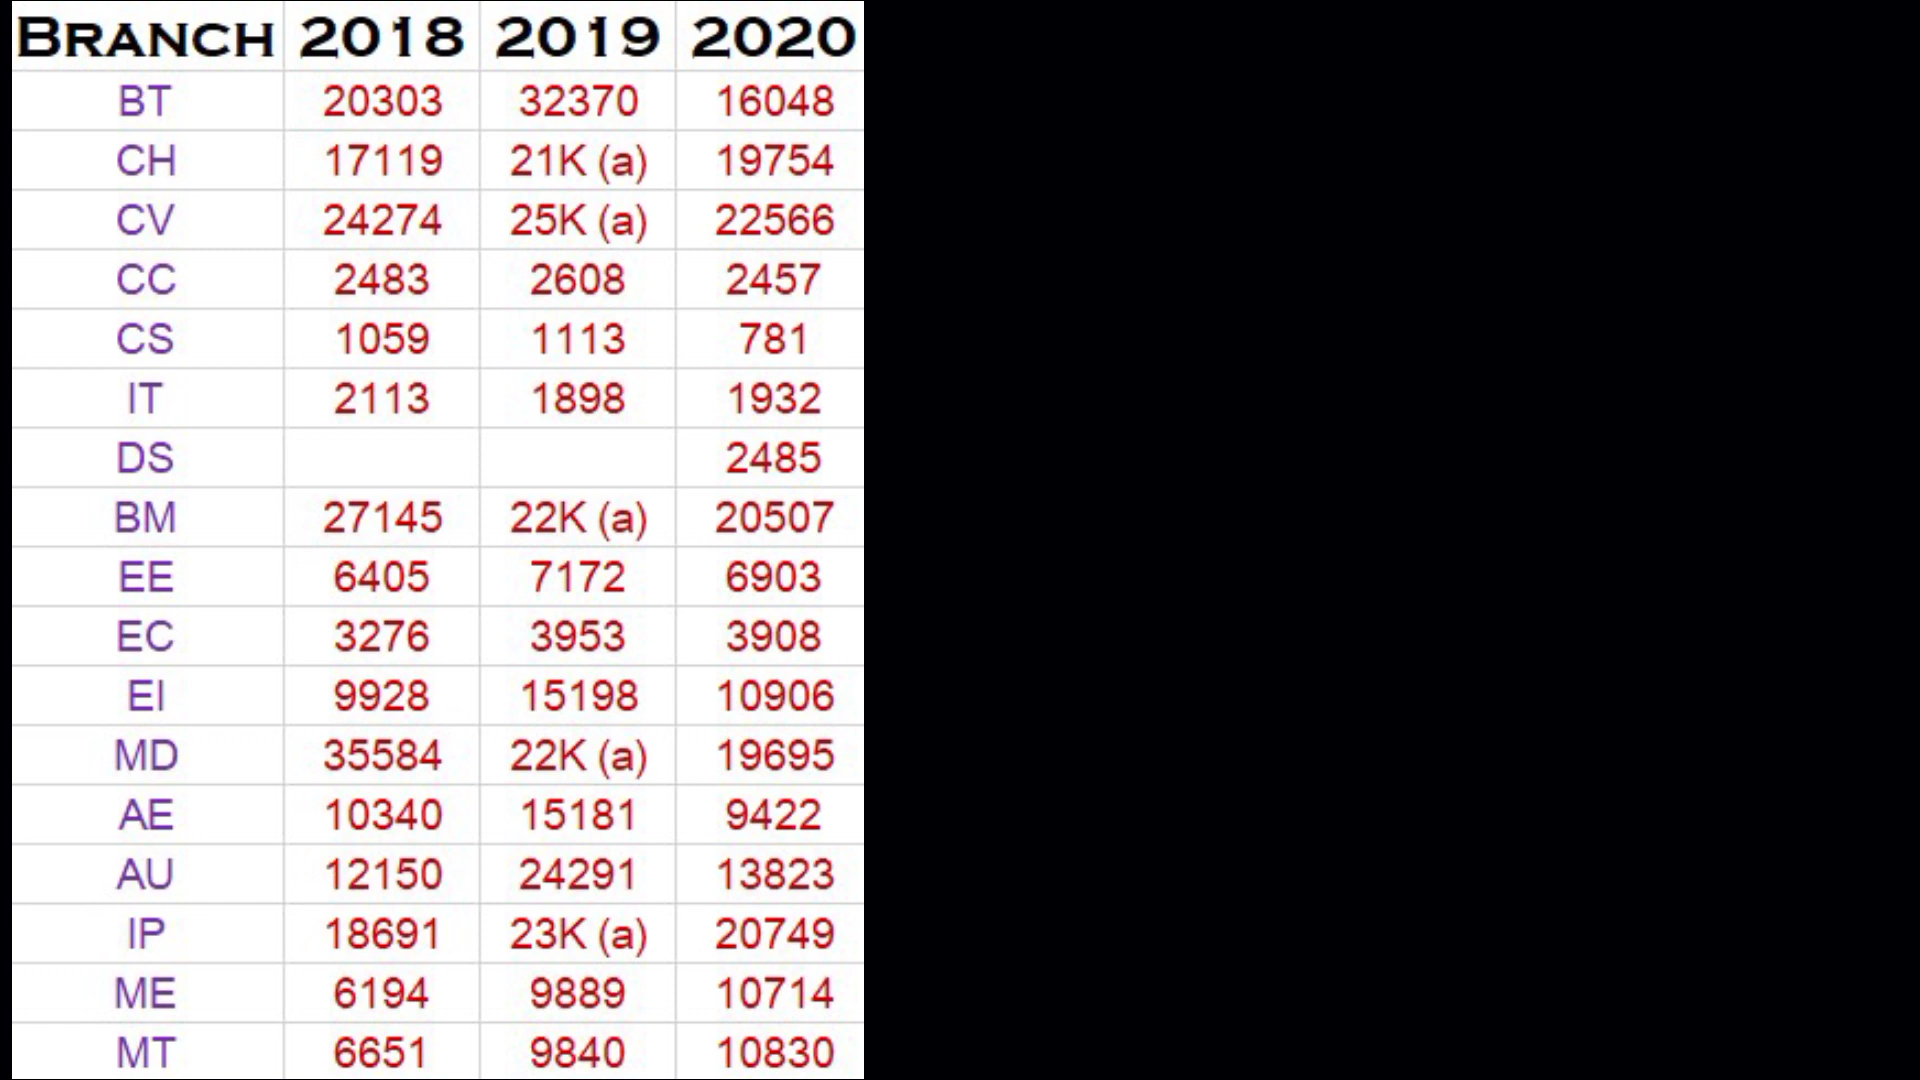 BRANCH 2018 2019 2020
BT 20303 32370 16048
CH 17119 21K (a) 19754
CV 24274 25K (a) 22566
CC 2483 2608 2457
CS 1059 1113 781
IT 2113 1898 1932
DS 2485
BM 27145 22K (a) 20507
EE 6405 7172 6903
EC 3276 3953 3908
EI 9928 15198 10906
MD 35584 22K (a) 19695
AE 10340 15181 9422
AU 12150 24291 13823
IP 18691 23K (a) 20749
ME 6194 9889 10714
MT 6651 9840 10830